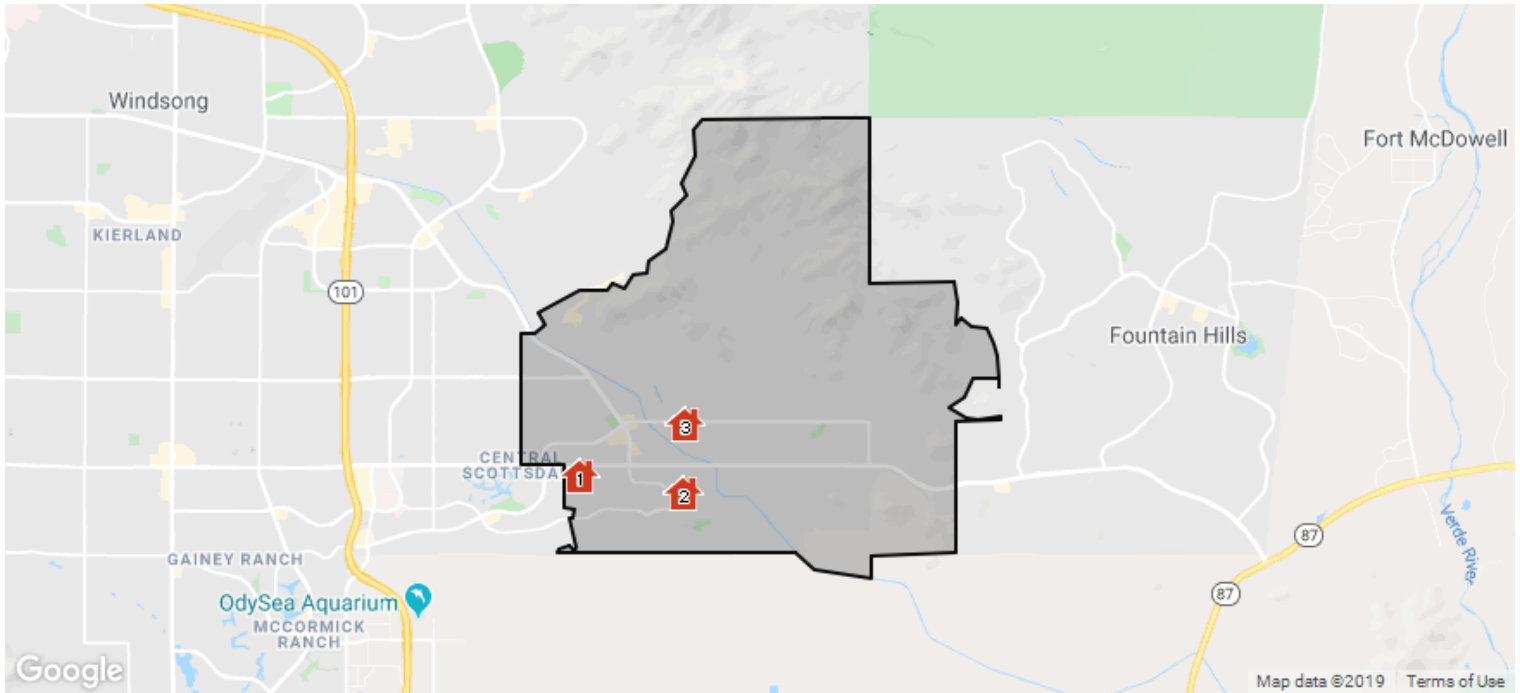 Windsong
Fort McDowell
KIERLAND
101
Fountain Hills
3
CENTRAL
SCOTTSDA
1
2
Verde River
87
GAINEY RANCH
87
OdySea Aquarium
MCCORMICK
RANCH
Google
Map data ©2019 Terms of Use